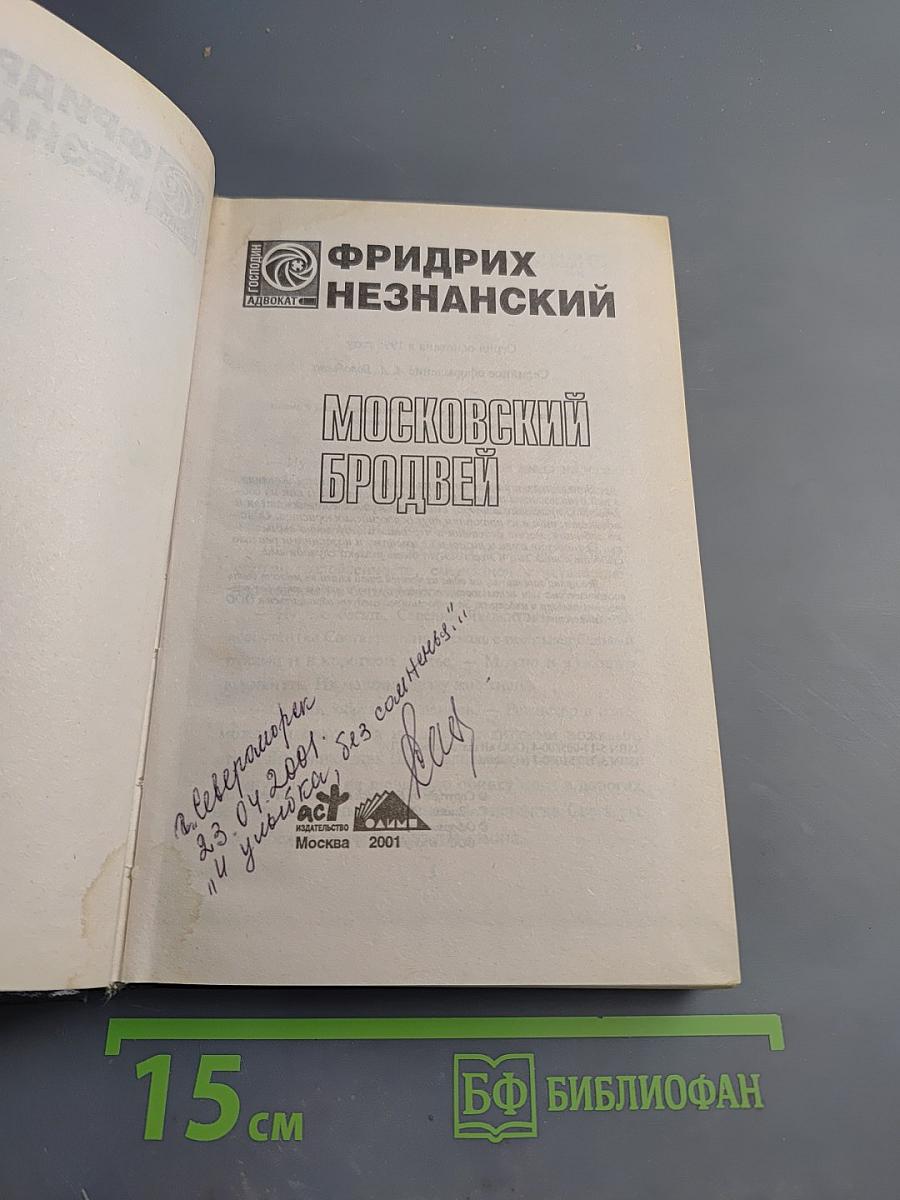 ГОСПОДИН
АДВОКАТ
ФРИДРИХ
НЕЗНАНСКИЙ
МОСКОВСКИЙ
БРОДВЕЙ
г. Североморск
23.04.2001.
"И улыбка, без сомненья..."
аст
ИЗДАТЕЛЬСТВО
ОЛИМП
Москва 2001
15 см
БФ БИБЛИОФАН